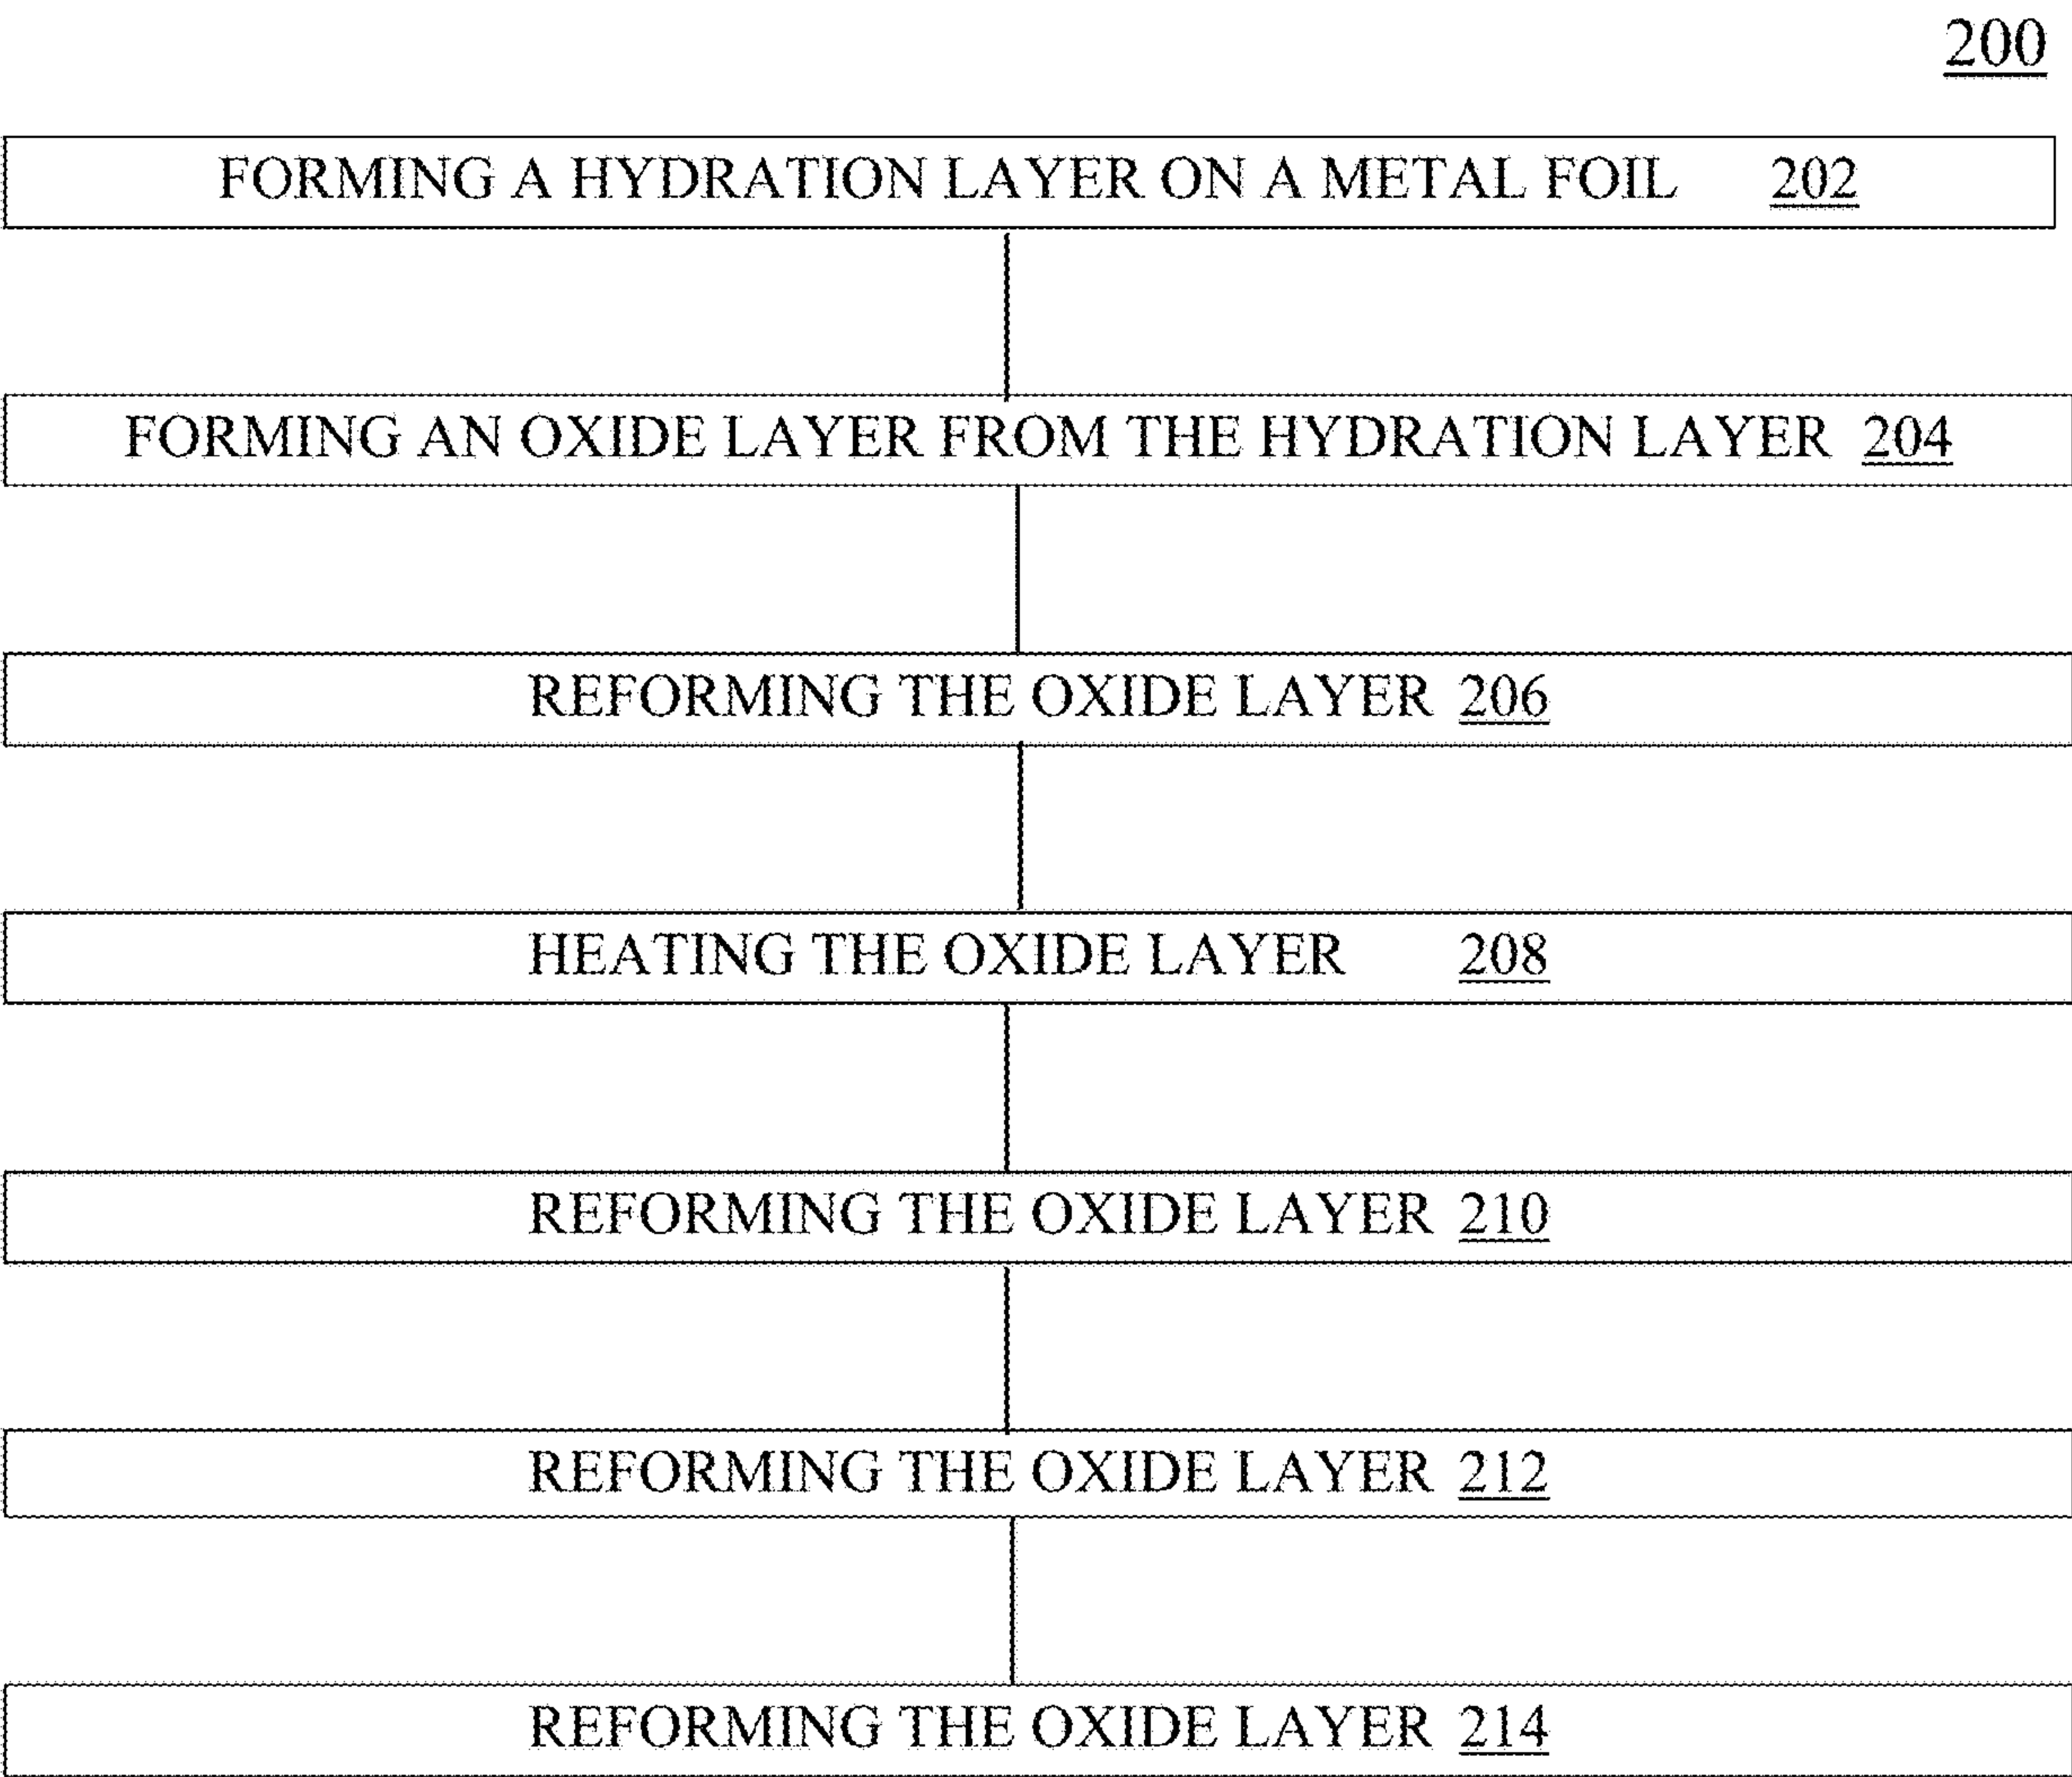 200
FORMING A HYDRATION LAYER ON A METAL FOIL 202
FORMING AN OXIDE LAYER FROM THE HYDRATION LAYER 204
REFORMING THE OXIDE LAYER 206
HEATING THE OXIDE LAYER 208
REFORMING THE OXIDE LAYER 210
REFORMING THE OXIDE LAYER 212
REFORMING THE OXIDE LAYER 214